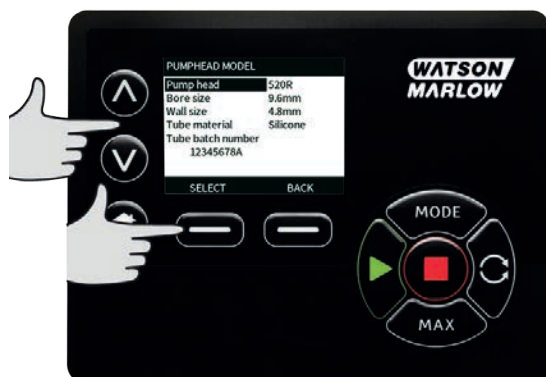 PUMPHEAD MODEL
Pump head 520R
Bore size 9.6mm
Wall size 4.8mm
Tube material Silicone
Tube batch number
12345678A
SELECT BACK
WATSON
MARLOW
MODE
MAX